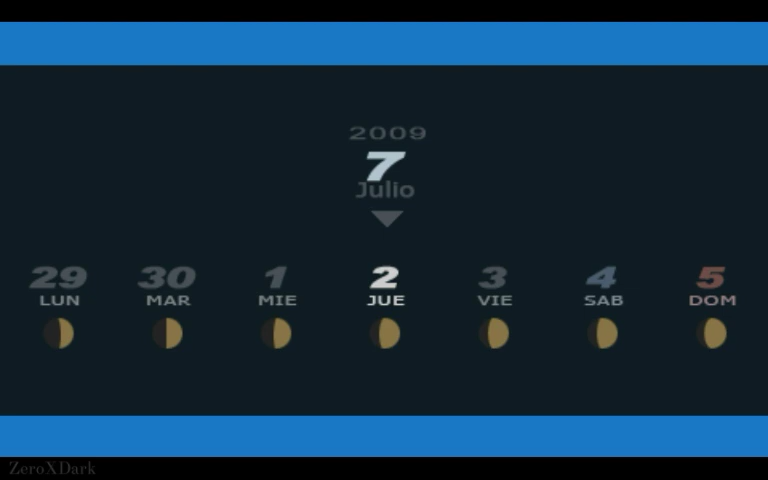 2009
7
Julio
29 30 1 2 3 4 5
LUN MAR MIE JUE VIE SAB DOM
ZeroXDark